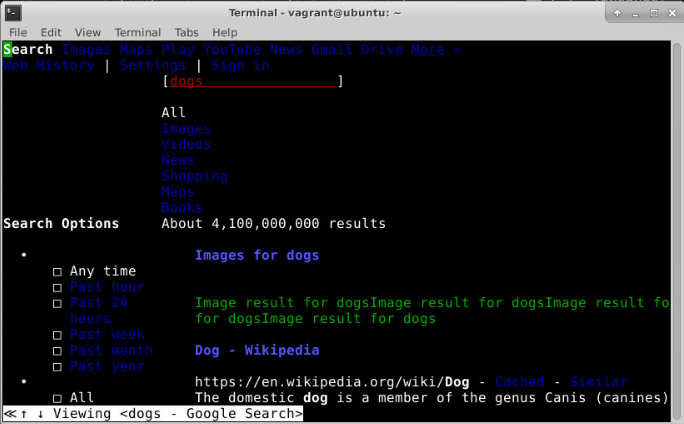 Terminal - vagrant@ubuntu: ~
File Edit View Terminal Tabs Help
Search Images Maps Play YouTube News Gmail Drive More »
Web History | Settings | Sign in
[dogs____________________]
All
Images
Videos
News
Shopping
Maps
Books
Search Options About 4,100,000,000 results
• Images for dogs
□ Any time
□ Past hour
□ Past 24 Image result for dogsImage result for dogsImage result fo
hours for dogsImage result for dogs
□ Past week
□ Past month Dog - Wikipedia
□ Past year
• https://en.wikipedia.org/wiki/Dog - Cached - Similar
□ All The domestic dog is a member of the genus Canis (canines)
≪↑ ↓ Viewing <dogs - Google Search>